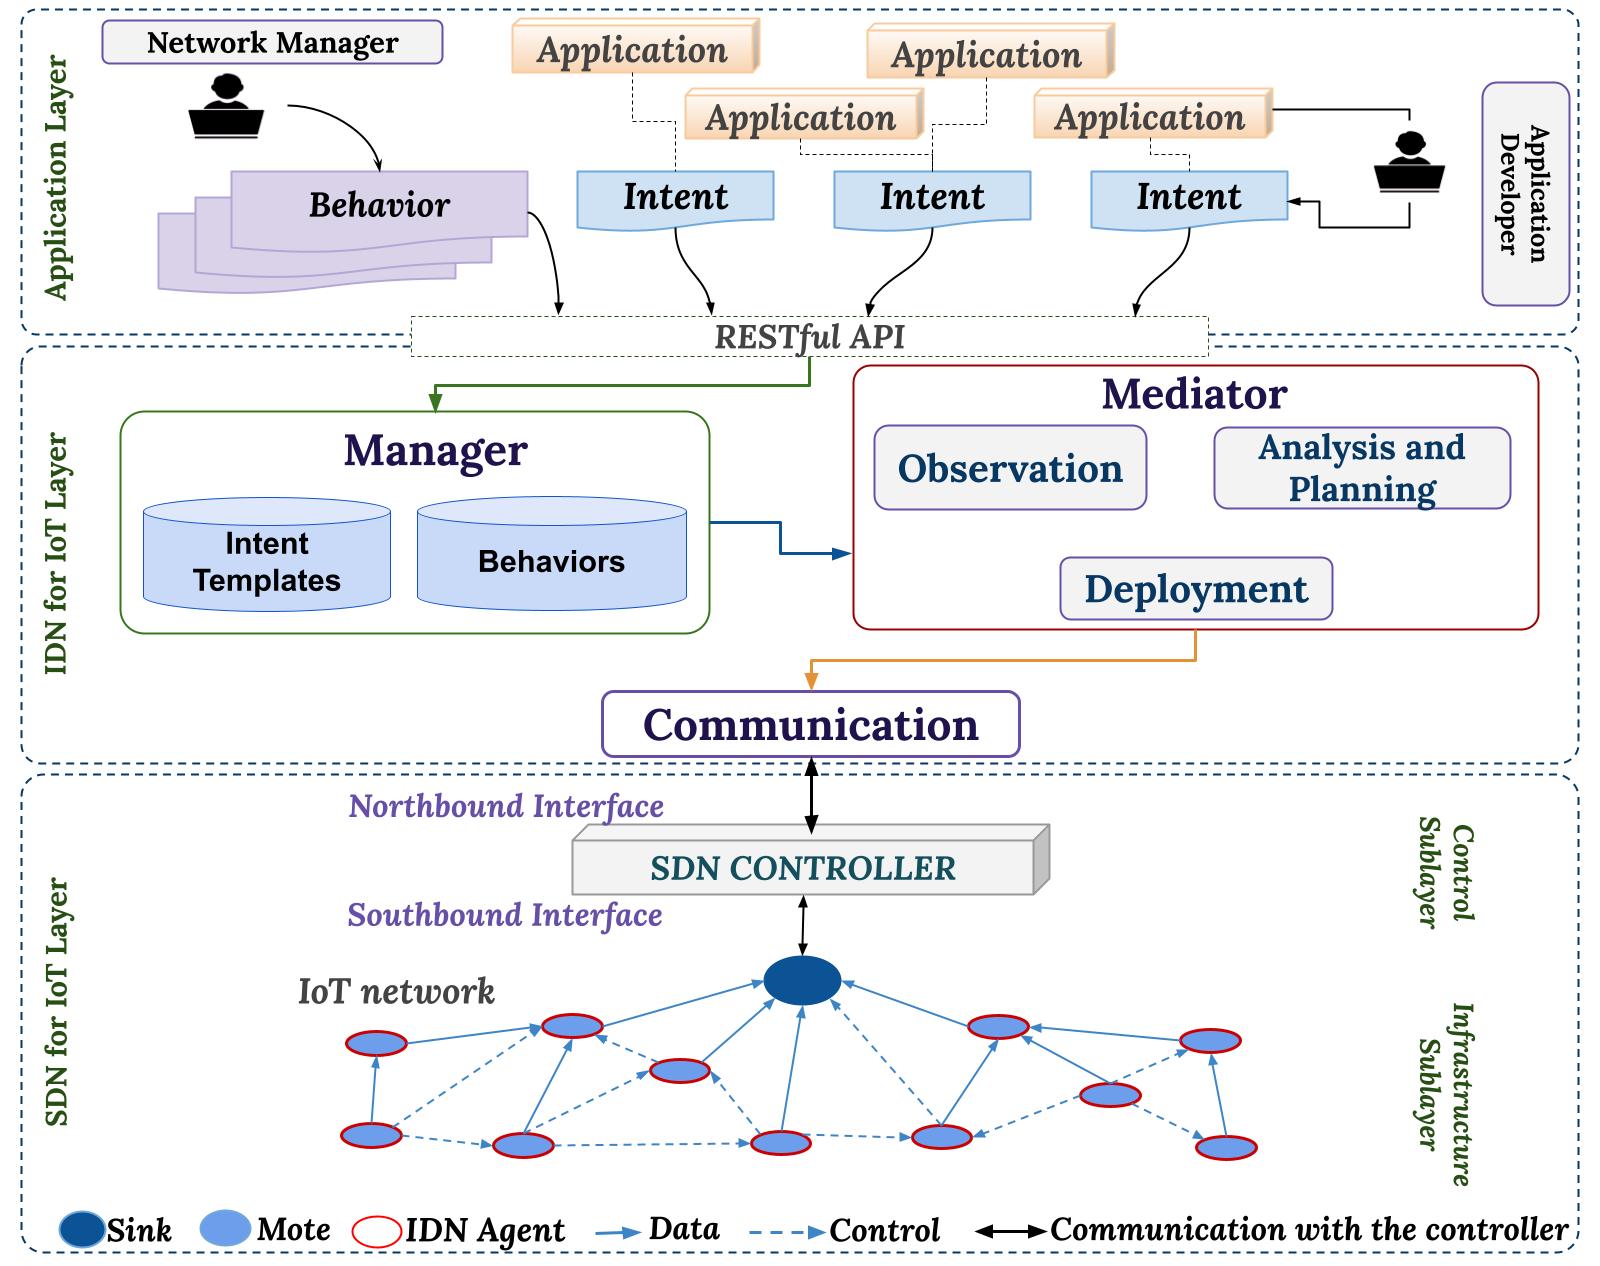 Application Layer
Network Manager
Application
Application
Application
Application
Application
Developer
Behavior
Intent
Intent
Intent
RESTful API
IDN for IoT Layer
Manager
Intent
Templates
Behaviors
Mediator
Observation
Analysis and
Planning
Deployment
Communication
SDN for IoT Layer
Northbound Interface
SDN CONTROLLER
Southbound Interface
Control
Sublayer
IoT network
Infrastructure
Sublayer
Sink
Mote
IDN Agent
Data
Control
Communication with the controller